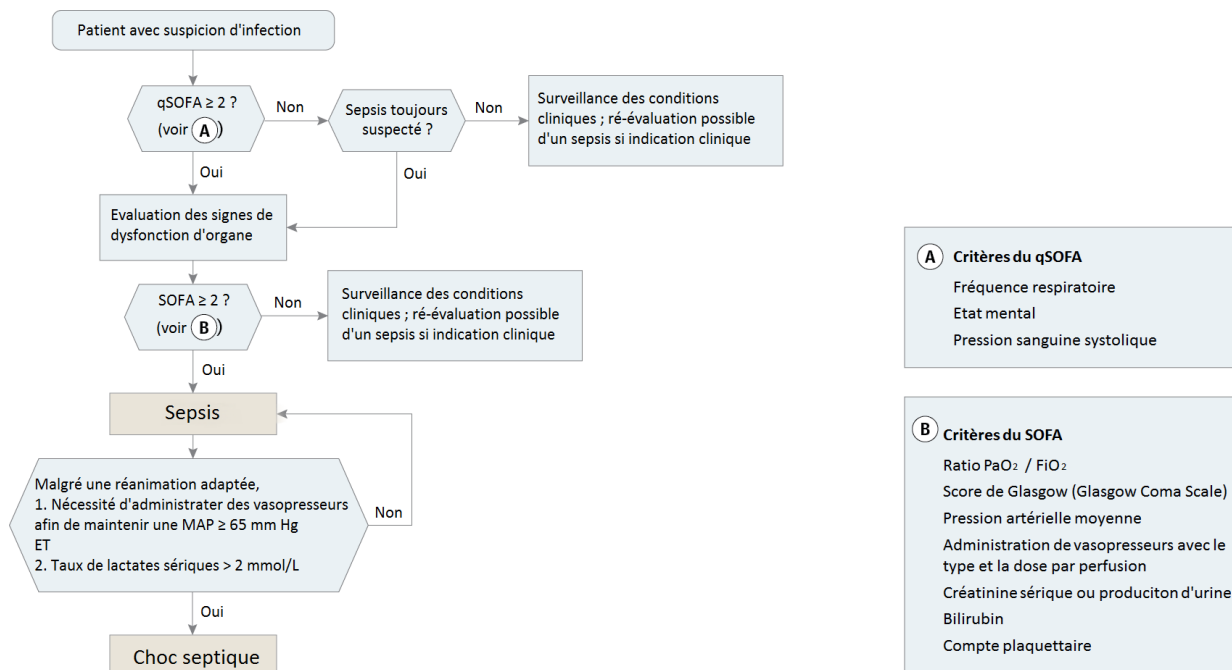 Patient avec suspicion d'infection
qSOFA ≥ 2 ?
(voir A)
Non
Sepsis toujours
suspecté ?
Non
Surveillance des conditions
cliniques ; ré-évaluation possible
d'un sepsis si indication clinique
Oui
Oui
Evaluation des signes de
dysfonction d'organe
SOFA ≥ 2 ?
(voir B)
Non
Surveillance des conditions
cliniques ; ré-évaluation possible
d'un sepsis si indication clinique
Oui
Sepsis
Malgré une réanimation adaptée,
1. Nécessité d'administrater des vasopresseurs
afin de maintenir une MAP ≥ 65 mm Hg
ET
2. Taux de lactates sériques > 2 mmol/L
Non
Oui
Choc septique
A Critères du qSOFA
Fréquence respiratoire
Etat mental
Pression sanguine systolique
B Critères du SOFA
Ratio PaO₂ / FiO₂
Score de Glasgow (Glasgow Coma Scale)
Pression artérielle moyenne
Administration de vasopresseurs avec le
type et la dose par perfusion
Créatinine sérique ou produciton d'urine
Bilirubin
Compte plaquettaire